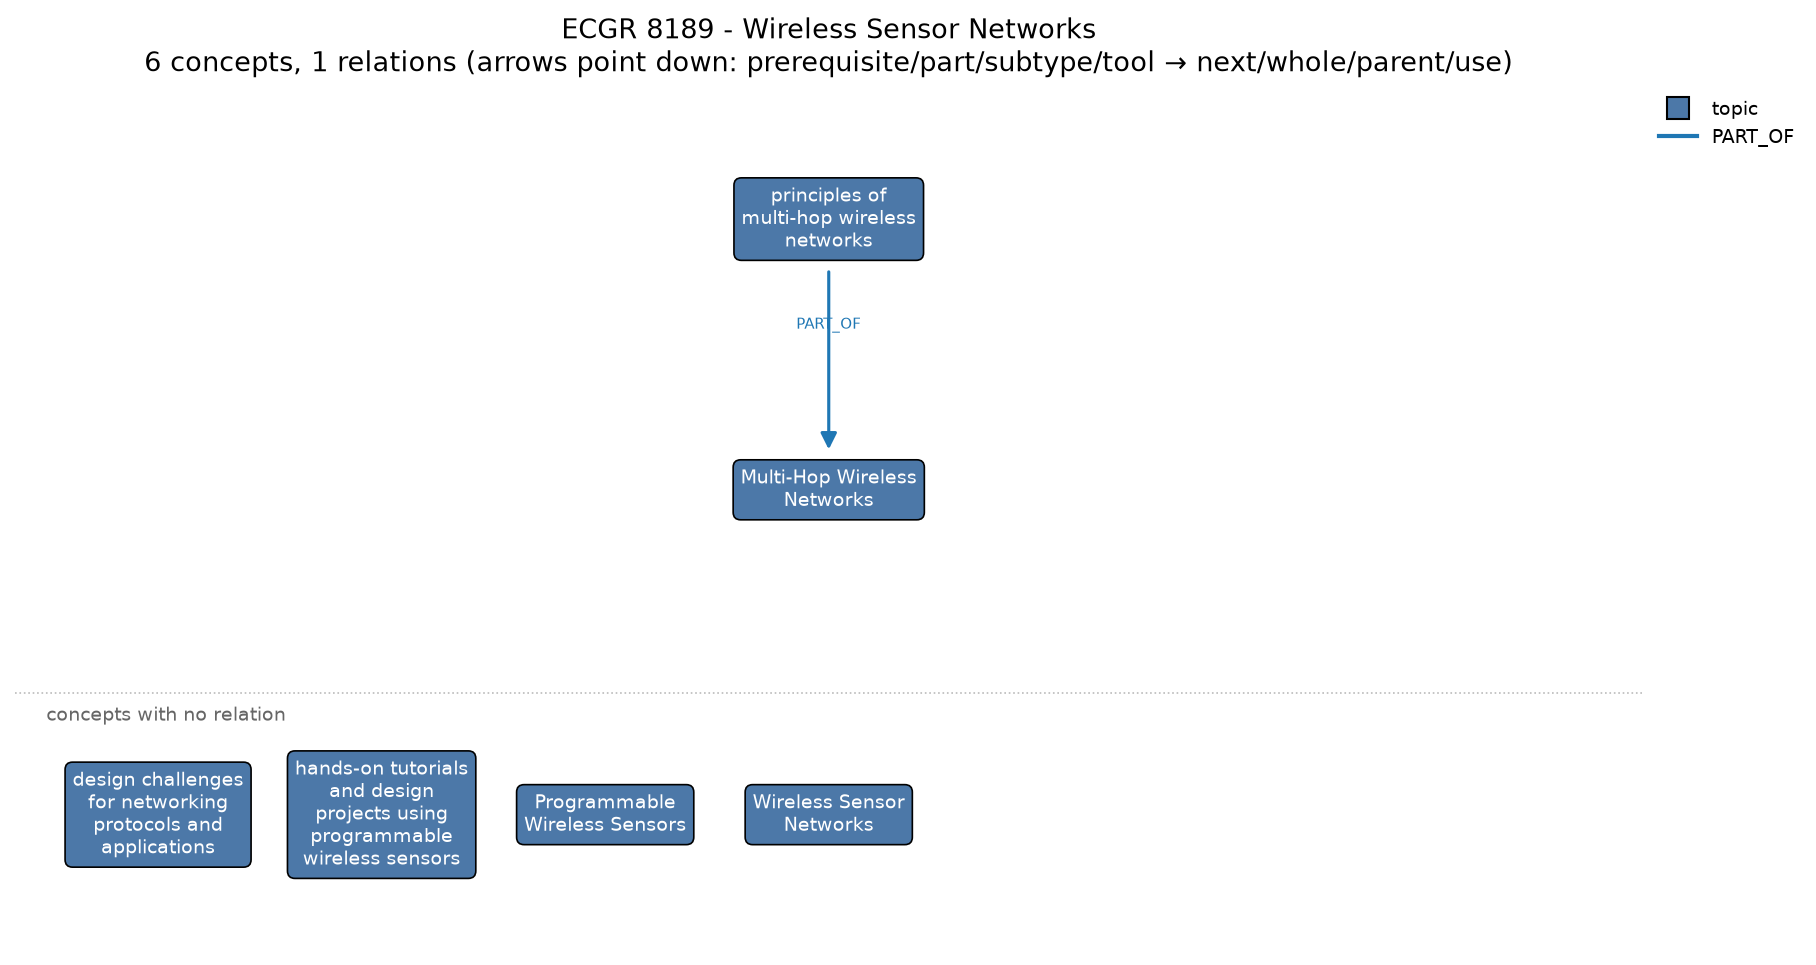 ECGR 8189 - Wireless Sensor Networks
6 concepts, 1 relations (arrows point down: prerequisite/part/subtype/tool → next/whole/parent/use)
topic
PART_OF
principles of
multi-hop wireless
networks
PART_OF
Multi-Hop Wireless
Networks
concepts with no relation
design challenges
for networking
protocols and
applications
hands-on tutorials
and design
projects using
programmable
wireless sensors
Programmable
Wireless Sensors
Wireless Sensor
Networks